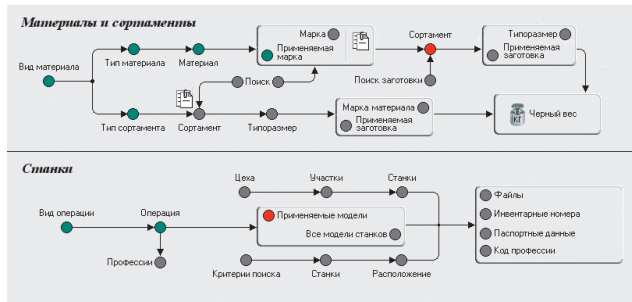 Материалы и сортаменты
Марка
Применяемая
марка
Сортамент
Типоразмер
Применяемая
заготовка
Вид материала
Тип материала
Материал
Поиск
Поиск заготовки
Тип сортамента
Сортамент
Типоразмер
Марка материала
Применяемая
заготовка
КГ
Черный вес
Станки
Цеха
Участки
Станки
Вид операции
Операция
Применяемые модели
Все модели станков
Профессии
Критерии поиска
Станки
Расположение
Файлы
Инвентарные номера
Паспортные данные
Код профессии